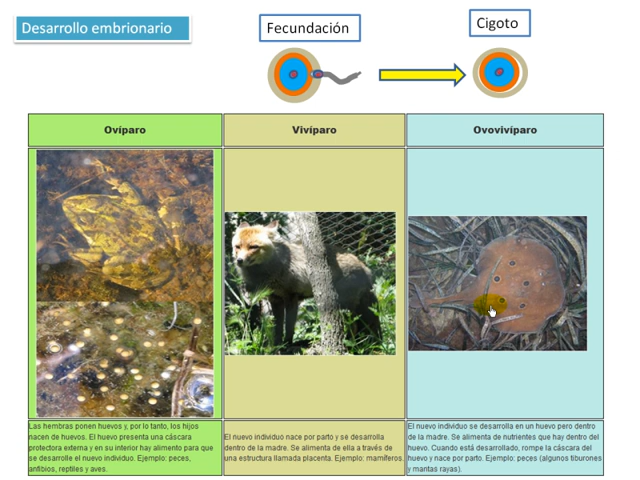 Desarrollo embrionario
Fecundación
Cigoto
Ovíparo
Vivíparo
Ovovivíparo
Las hembras ponen huevos y, por lo tanto, los hijos
nacen de huevos. El huevo presenta una cáscara
protectora externa y en su interior hay alimento para que
se desarrolle el nuevo individuo. Ejemplo: peces,
anfibios, reptiles y aves.
El nuevo individuo nace por parto y se desarrolla
dentro de la madre. Se alimenta de ella a través de
una estructura llamada placenta. Ejemplo: mamíferos.
El nuevo individuo se desarrolla en un huevo pero dentro
de la madre. Se alimenta de nutrientes que hay dentro del
huevo. Cuando está desarrollado, rompe la cáscara del
huevo y nace por parto. Ejemplo: peces (algunos tiburones
y mantas rayas).